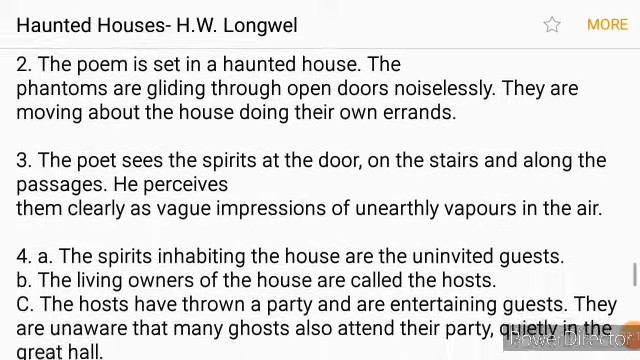 Haunted Houses- H.W. Longwel
MORE
2. The poem is set in a haunted house. The
phantoms are gliding through open doors noiselessly. They are
moving about the house doing their own errands.
3. The poet sees the spirits at the door, on the stairs and along the
passages. He perceives
them clearly as vague impressions of unearthly vapours in the air.
4. a. The spirits inhabiting the house are the uninvited guests.
b. The living owners of the house are called the hosts.
C. The hosts have thrown a party and are entertaining guests. They
are unaware that many ghosts also attend their party, quietly in the
great hall.
PowerDirector